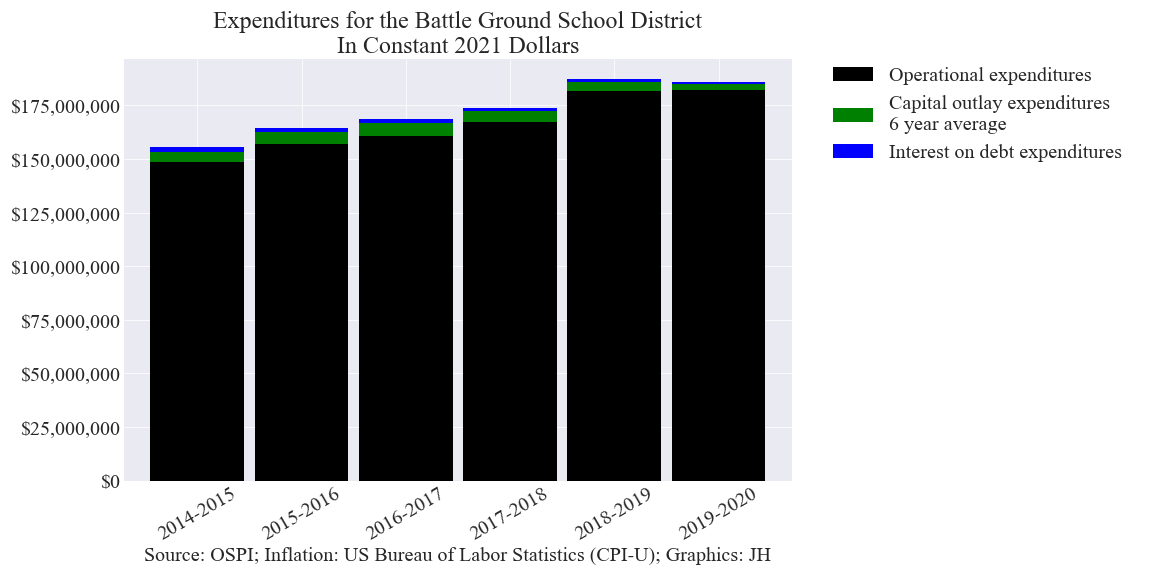 Expenditures for the Battle Ground School District
In Constant 2021 Dollars
Operational expenditures
Capital outlay expenditures
6 year average
Interest on debt expenditures
$175,000,000
$150,000,000
$125,000,000
$100,000,000
$75,000,000
$50,000,000
$25,000,000
$0
2014-2015
2015-2016
2016-2017
2017-2018
2018-2019
2019-2020
Source: OSPI; Inflation: US Bureau of Labor Statistics (CPI-U); Graphics: JH